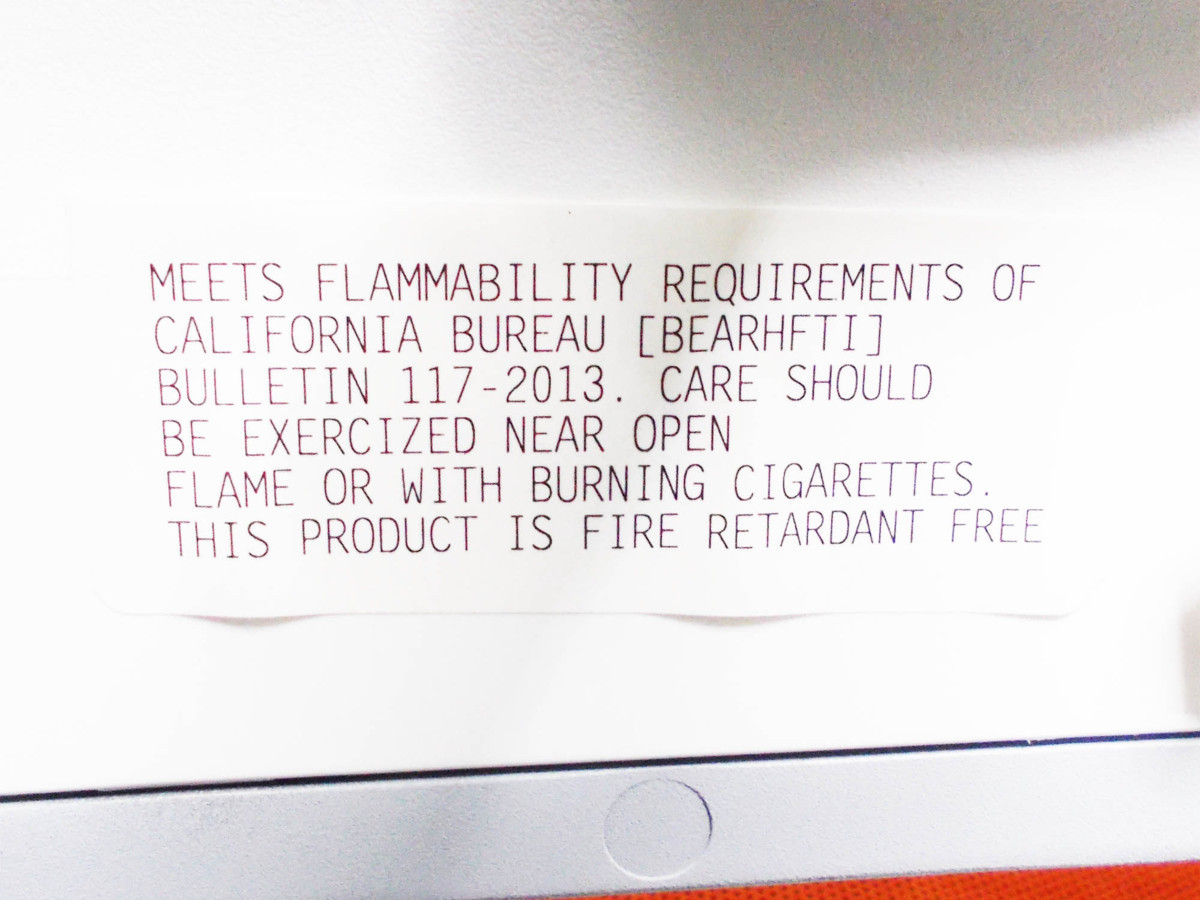 MEETS FLAMMABILITY REQUIREMENTS OF
CALIFORNIA BUREAU [BEARHFTI]
BULLETIN 117-2013. CARE SHOULD
BE EXERCIZED NEAR OPEN
FLAME OR WITH BURNING CIGARETTES.
THIS PRODUCT IS FIRE RETARDANT FREE